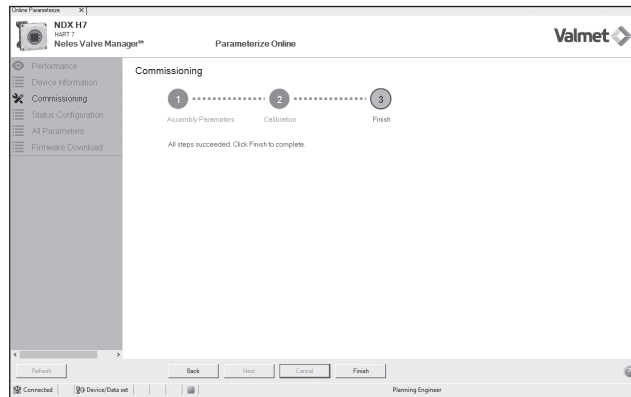 Online Parameterize X
NDX H7
HART 7
Neles Valve Manager™ Parameterize Online
Valmet
Performance
Device Information
Commissioning
Status Configuration
All Parameters
Firmware Download
Commissioning
1 2 3
Assembly Parameters Calibration Finish
All steps succeeded. Click Finish to complete.
Refresh Back Next Cancel Finish
Connected Device/Data set Planning Engineer